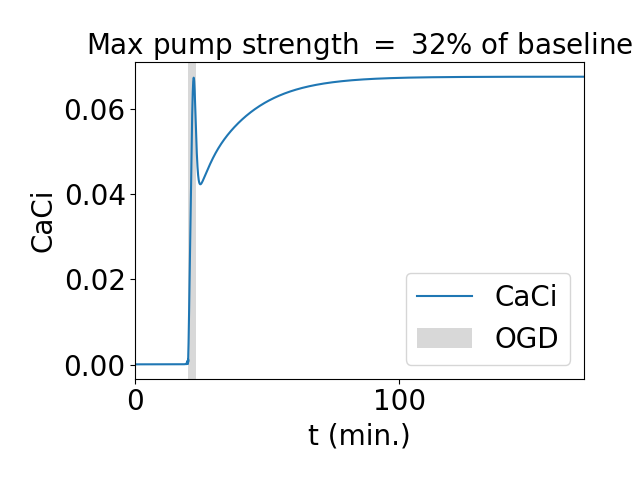 Max pump strength = 32% of baseline
CaCi
0.06
0.04
0.02
0.00
0
100
t (min.)
CaCi
OGD